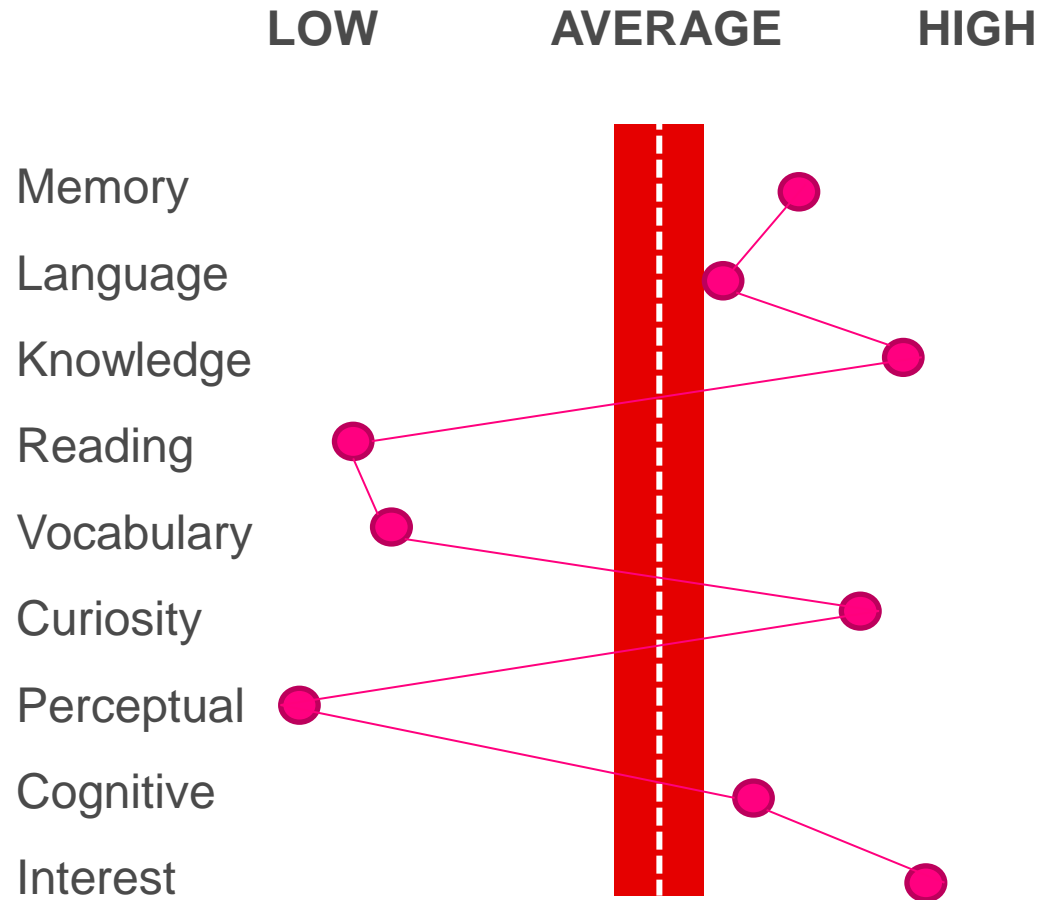 LOW AVERAGE HIGH
Memory
Language
Knowledge
Reading
Vocabulary
Curiosity
Perceptual
Cognitive
Interest